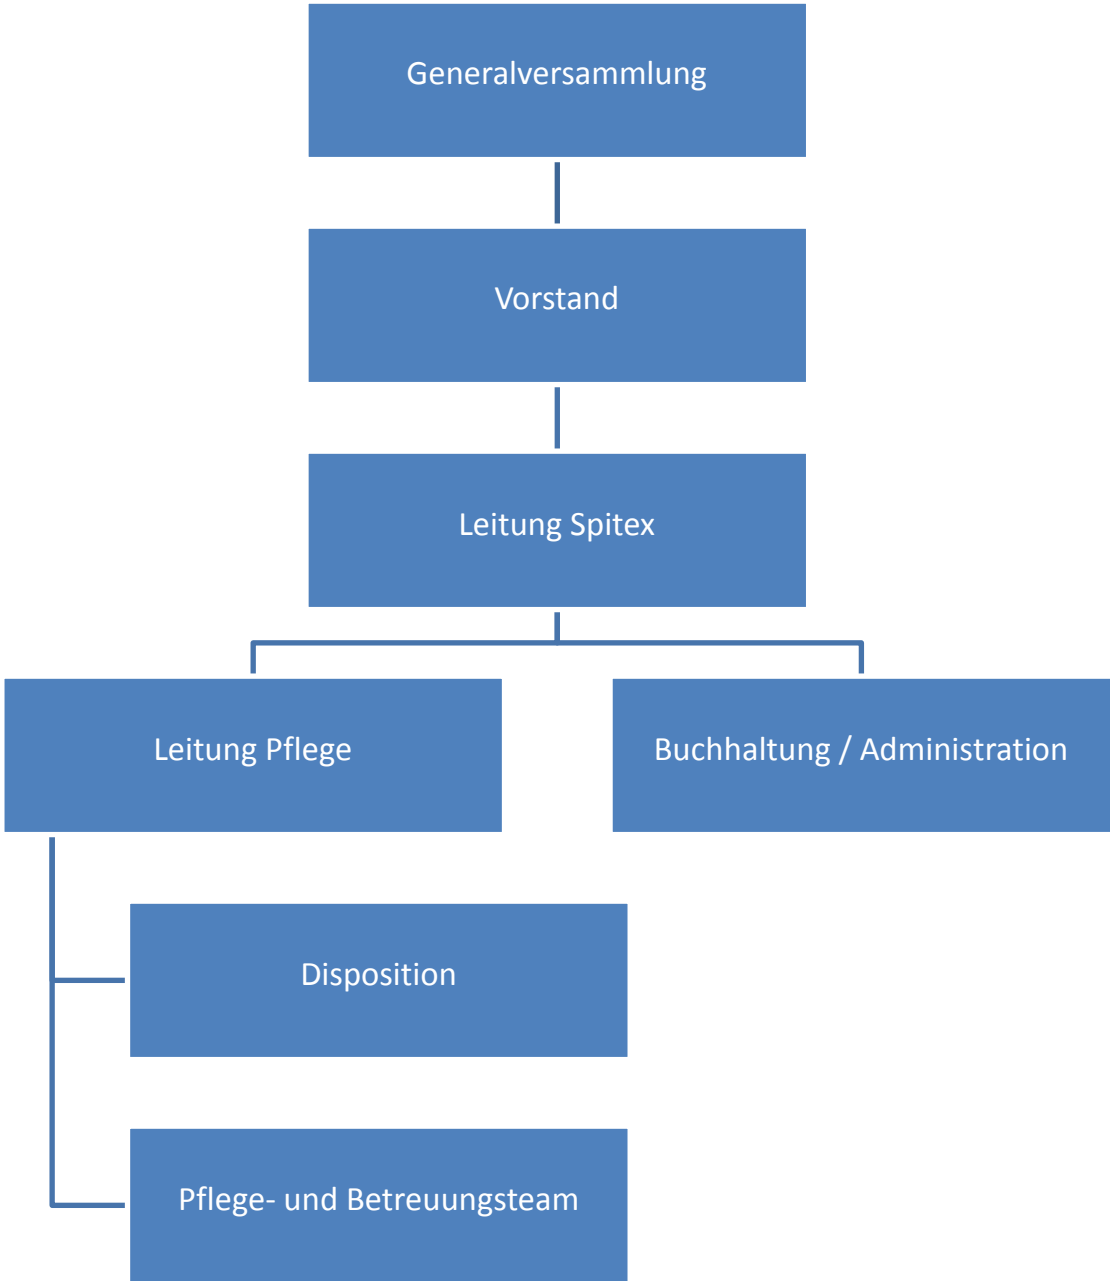 Generalversammlung
Vorstand
Leitung Spitex
Leitung Pflege
Buchhaltung / Administration
Disposition
Pflege- und Betreuungsteam